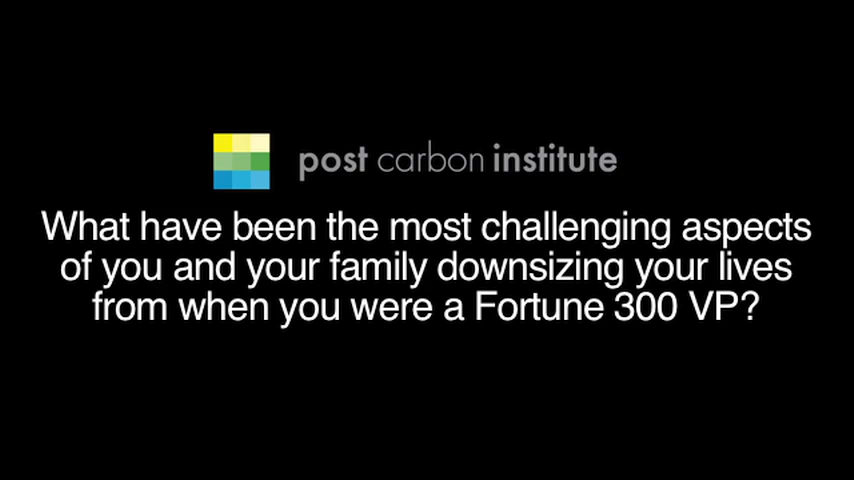 post carbon institute
What have been the most challenging aspects
of you and your family downsizing your lives
from when you were a Fortune 300 VP?